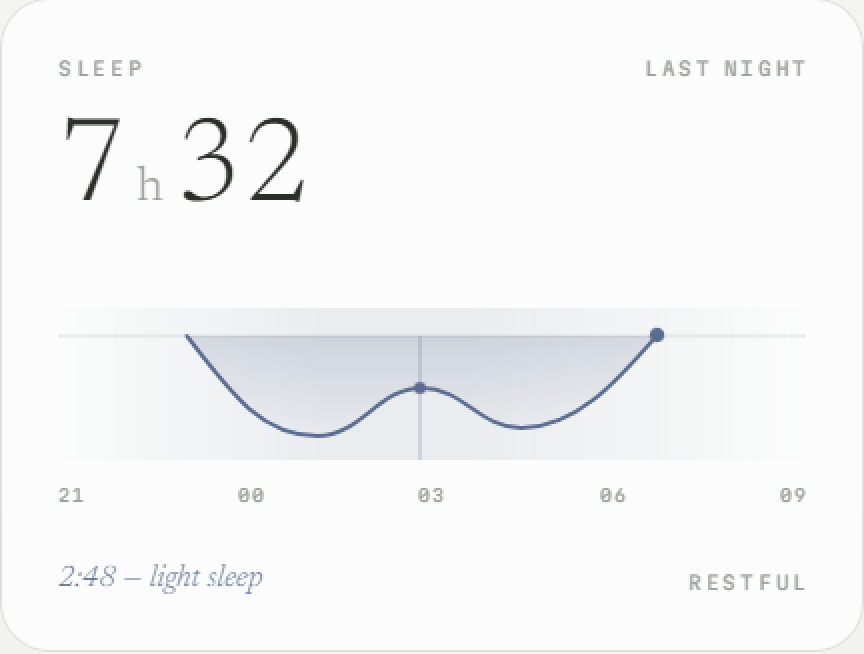 SLEEP
LAST NIGHT
7 h 32
21 00 03 06 09
2:48 – light sleep
RESTFUL